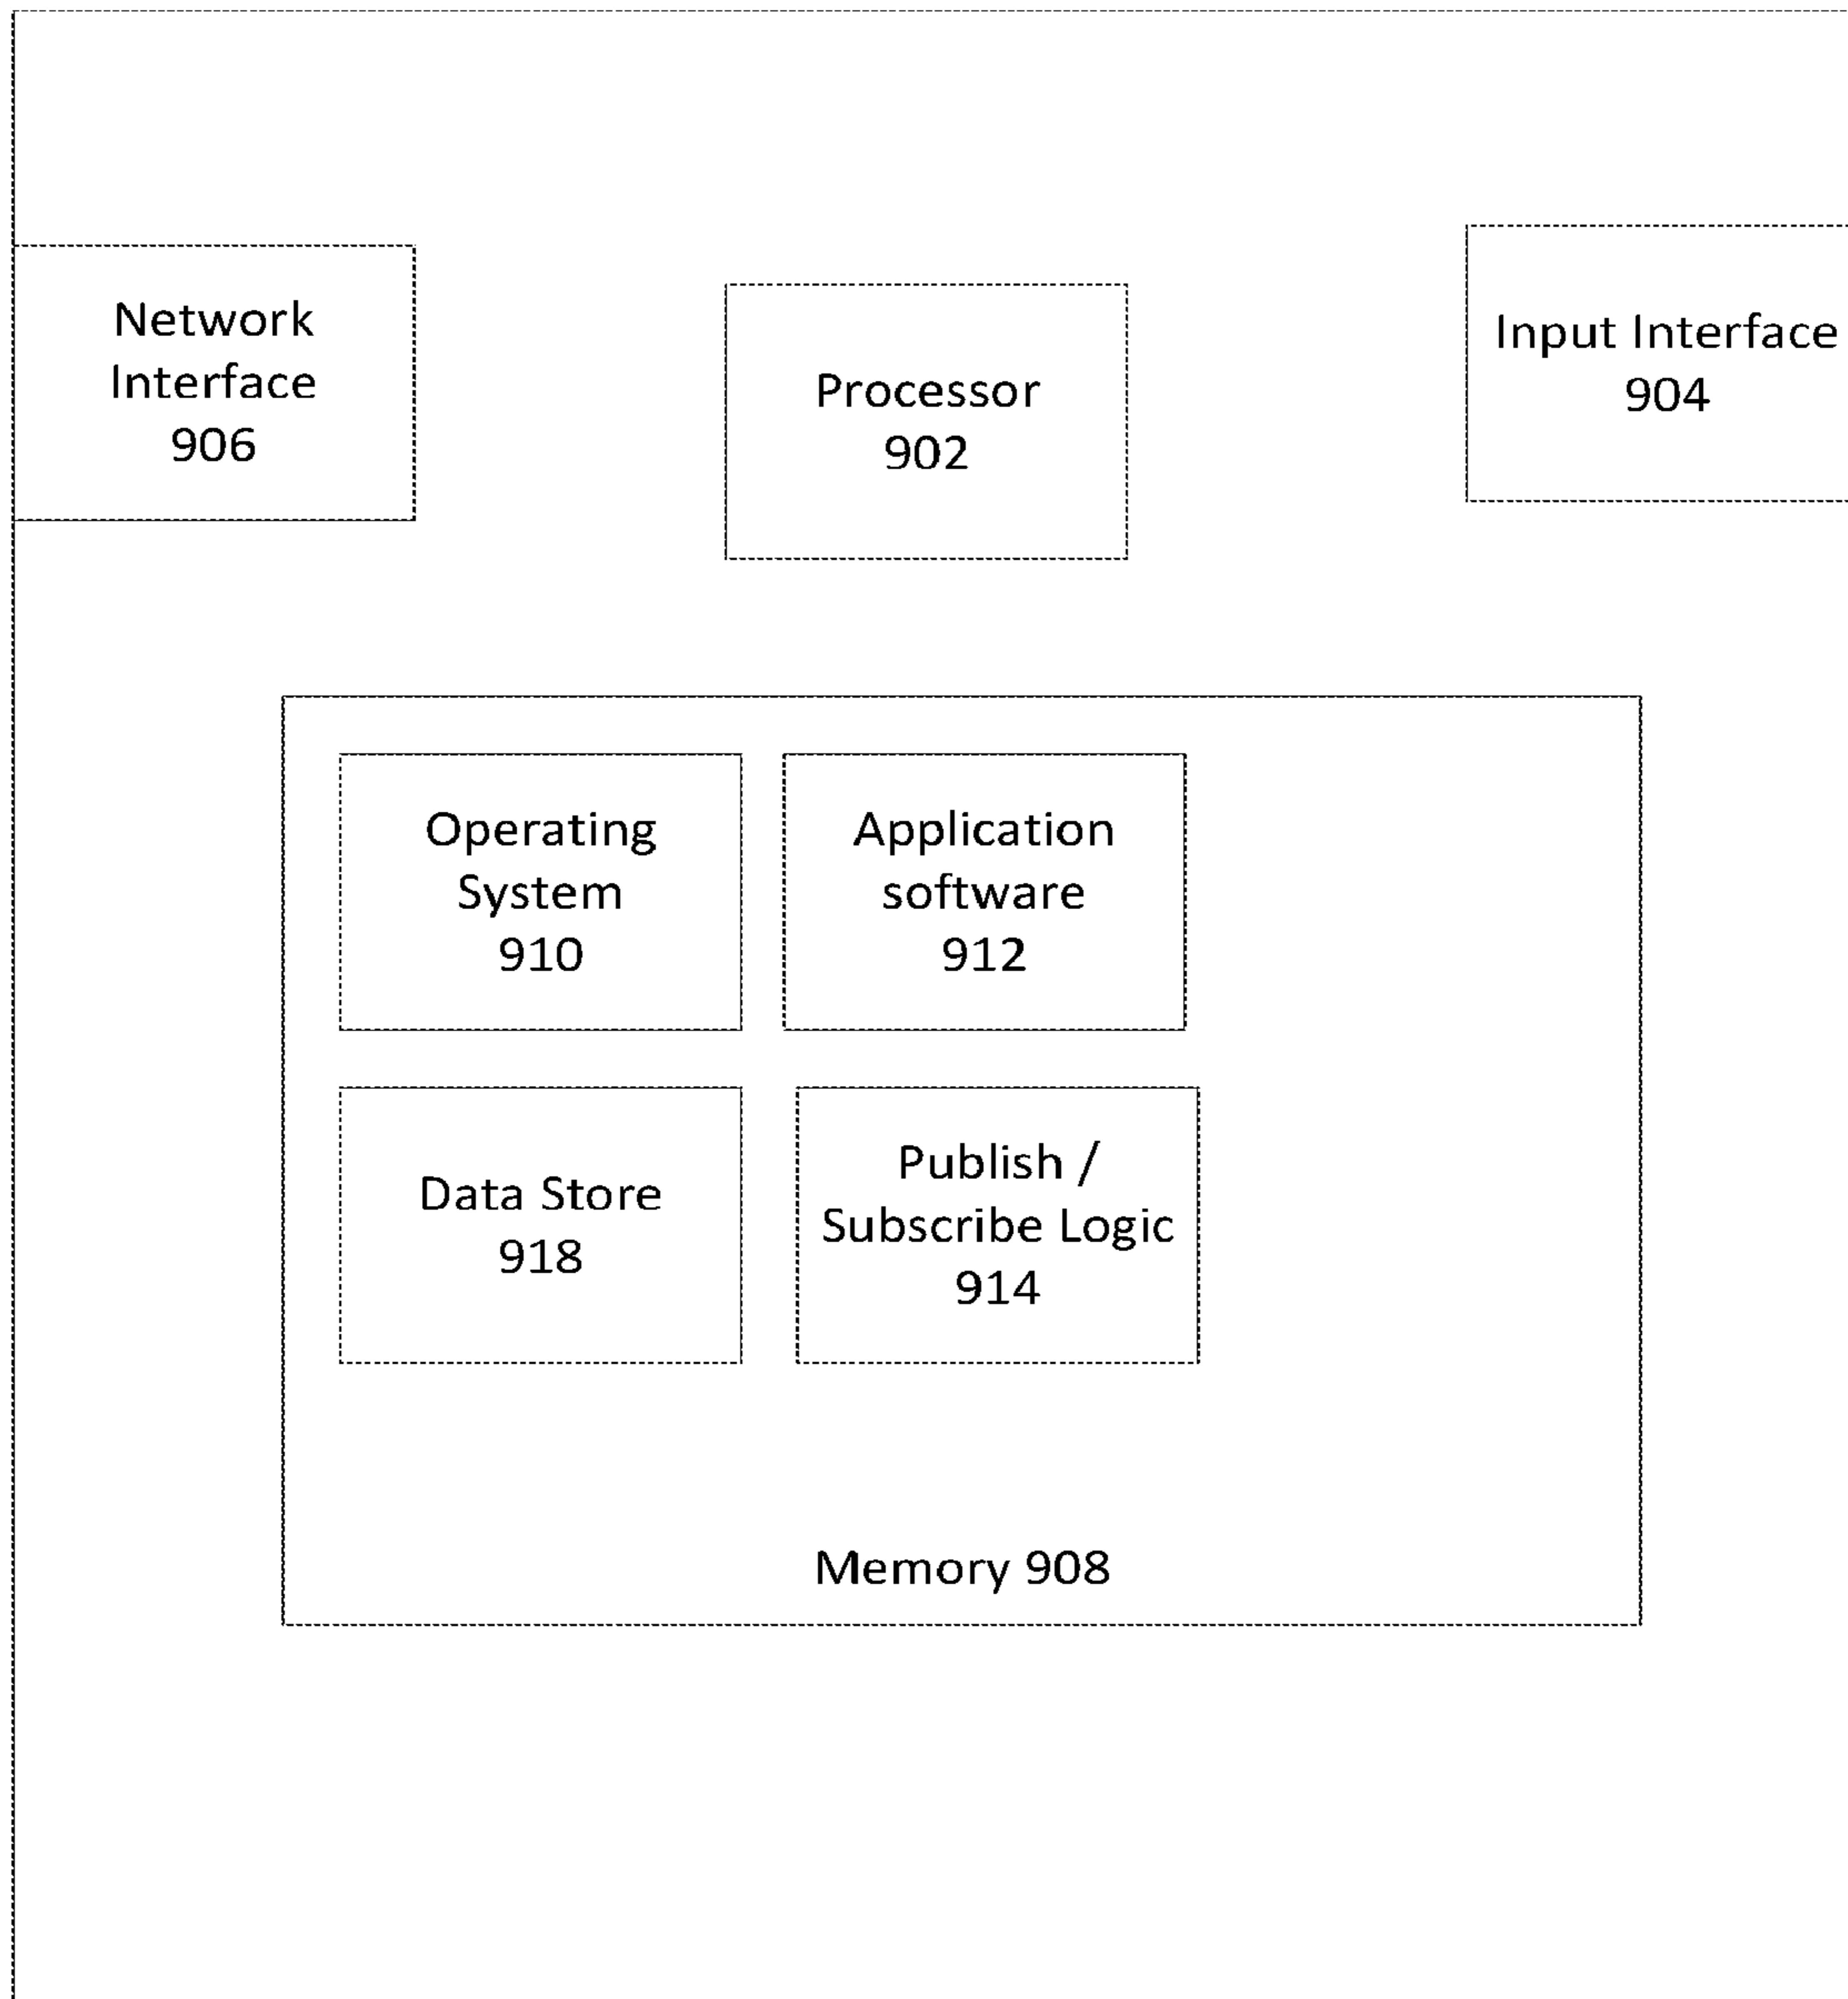 Network
Interface
906
Processor
902
Input Interface
904
Operating
System
910
Application
software
912
Data Store
918
Publish /
Subscribe Logic
914
Memory 908